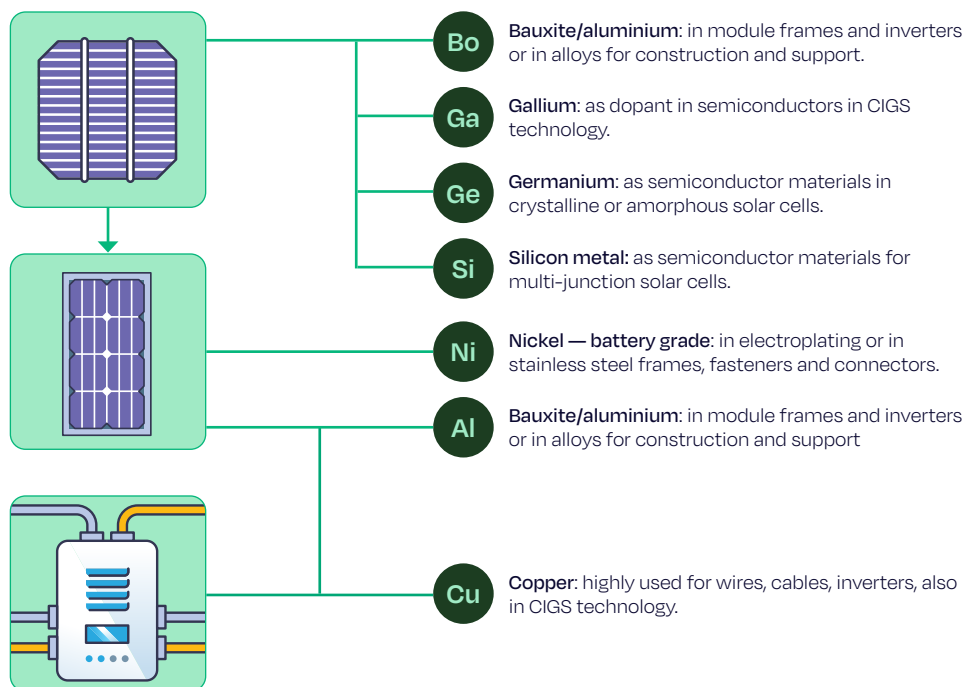 Bo
Bauxite/aluminium: in module frames and inverters
or in alloys for construction and support.
Ga
Gallium: as dopant in semiconductors in CIGS
technology.
Ge
Germanium: as semiconductor materials in
crystalline or amorphous solar cells.
Si
Silicon metal: as semiconductor materials for
multi-junction solar cells.
Ni
Nickel — battery grade: in electroplating or in
stainless steel frames, fasteners and connectors.
Al
Bauxite/aluminium: in module frames and inverters
or in alloys for construction and support
Cu
Copper: highly used for wires, cables, inverters, also
in CIGS technology.